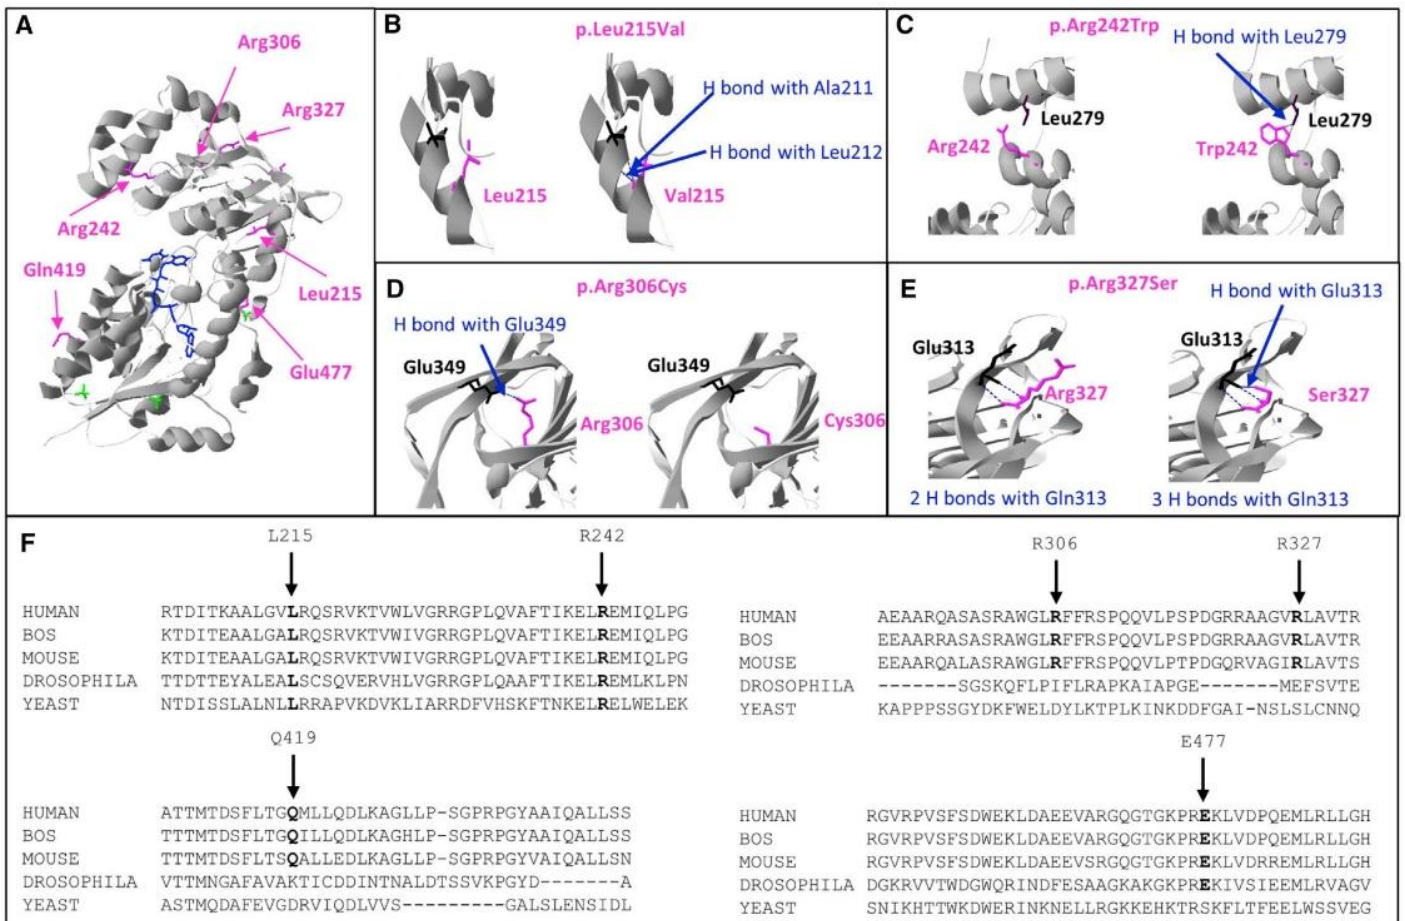 A
Arg306
Arg327
Arg242
Gln419
Leu215
Glu477
B
p.Leu215Val
H bond with Ala211
H bond with Leu212
Leu215
Val215
C
p.Arg242Trp
H bond with Leu279
Leu279
Leu279
Arg242
Trp242
D
p.Arg306Cys
H bond with Glu349
Glu349
Glu349
Arg306
Cys306
E
p.Arg327Ser
H bond with Glu313
Glu313
Glu313
Arg327
Ser327
2 H bonds with Gln313
3 H bonds with Gln313
F
L215 R242
HUMAN RTDITKAALGVLRQSRVKTVWLVGRRGPLQVAFTIKELREMIQLPG
BOS KTDITEAALGALRQSRVKTVWIVGRRGPLQVAFTIKELREMIQLPG
MOUSE KTDITEAALGALRQSRVKTVWIVGRRGPLQVAFTIKELREMIQLPG
DROSOPHILA TTDTTEYALEALSCSQVERVHLVGRRGPLQAAFTIKELREMLKLPN
YEAST NTDISSLALNLLRRAPVKDVKLIARRDFVHSKFTNKELRELWELEK
R306 R327
HUMAN AEAARQASASRAWGLRFFRSPQQVLPSPDGRRAAGVRLAVTR
BOS EEAARRASASRAWGLRFFRSPQQVLPSPDGRRAAGVRLAVTR
MOUSE EEAARQALASRAWGLRFFRSPQQVLPTPDGQRVAGIRLAVTS
DROSOPHILA -------SGSKQFLPIFLRAPKAIAPGE-------MEFSVTE
YEAST KAPPPSSGYDKFWELDYLKTPLKINKDDFGAI-NSLSLCNNQ
Q419
HUMAN ATTMTDSFLTGQMLLQDLKAGLLP-SGPRPGYAAIQALLSS
BOS TTTMTDSFLTGQILLQDLKAGHLP-SGPRPGYAAIQALLSS
MOUSE TTTMTDSFLTSQALLEDLKAGLLP-SGPRPGYVAIQALLSN
DROSOPHILA VTTMNGAFAVAKTICDDINTNALDTSSVKPGYD-------A
YEAST ASTMQDAFEVGDRVIQDLVVS---------GALSLENSIDL
E477
HUMAN RGVRPVSFSDWEKLDAEEVARGQGTGKPREKLVDPQEMLRLLGH
BOS RGVRPVSFSDWEKLDAEEVARGQGAGKPREKLLDPQEMLRLLGH
MOUSE RGVRPVSFSDWEKLDAEEVSRGQGTGKPREKLVDRREMLRLLGH
DROSOPHILA DGKRVVTWDGWQRINDFESAAGKAKGKPREKIVSIEEMLRVAGV
YEAST SNIKHTTWKDWERINKNELLRGKKEHKTRSKFLTFEELWSSVEG